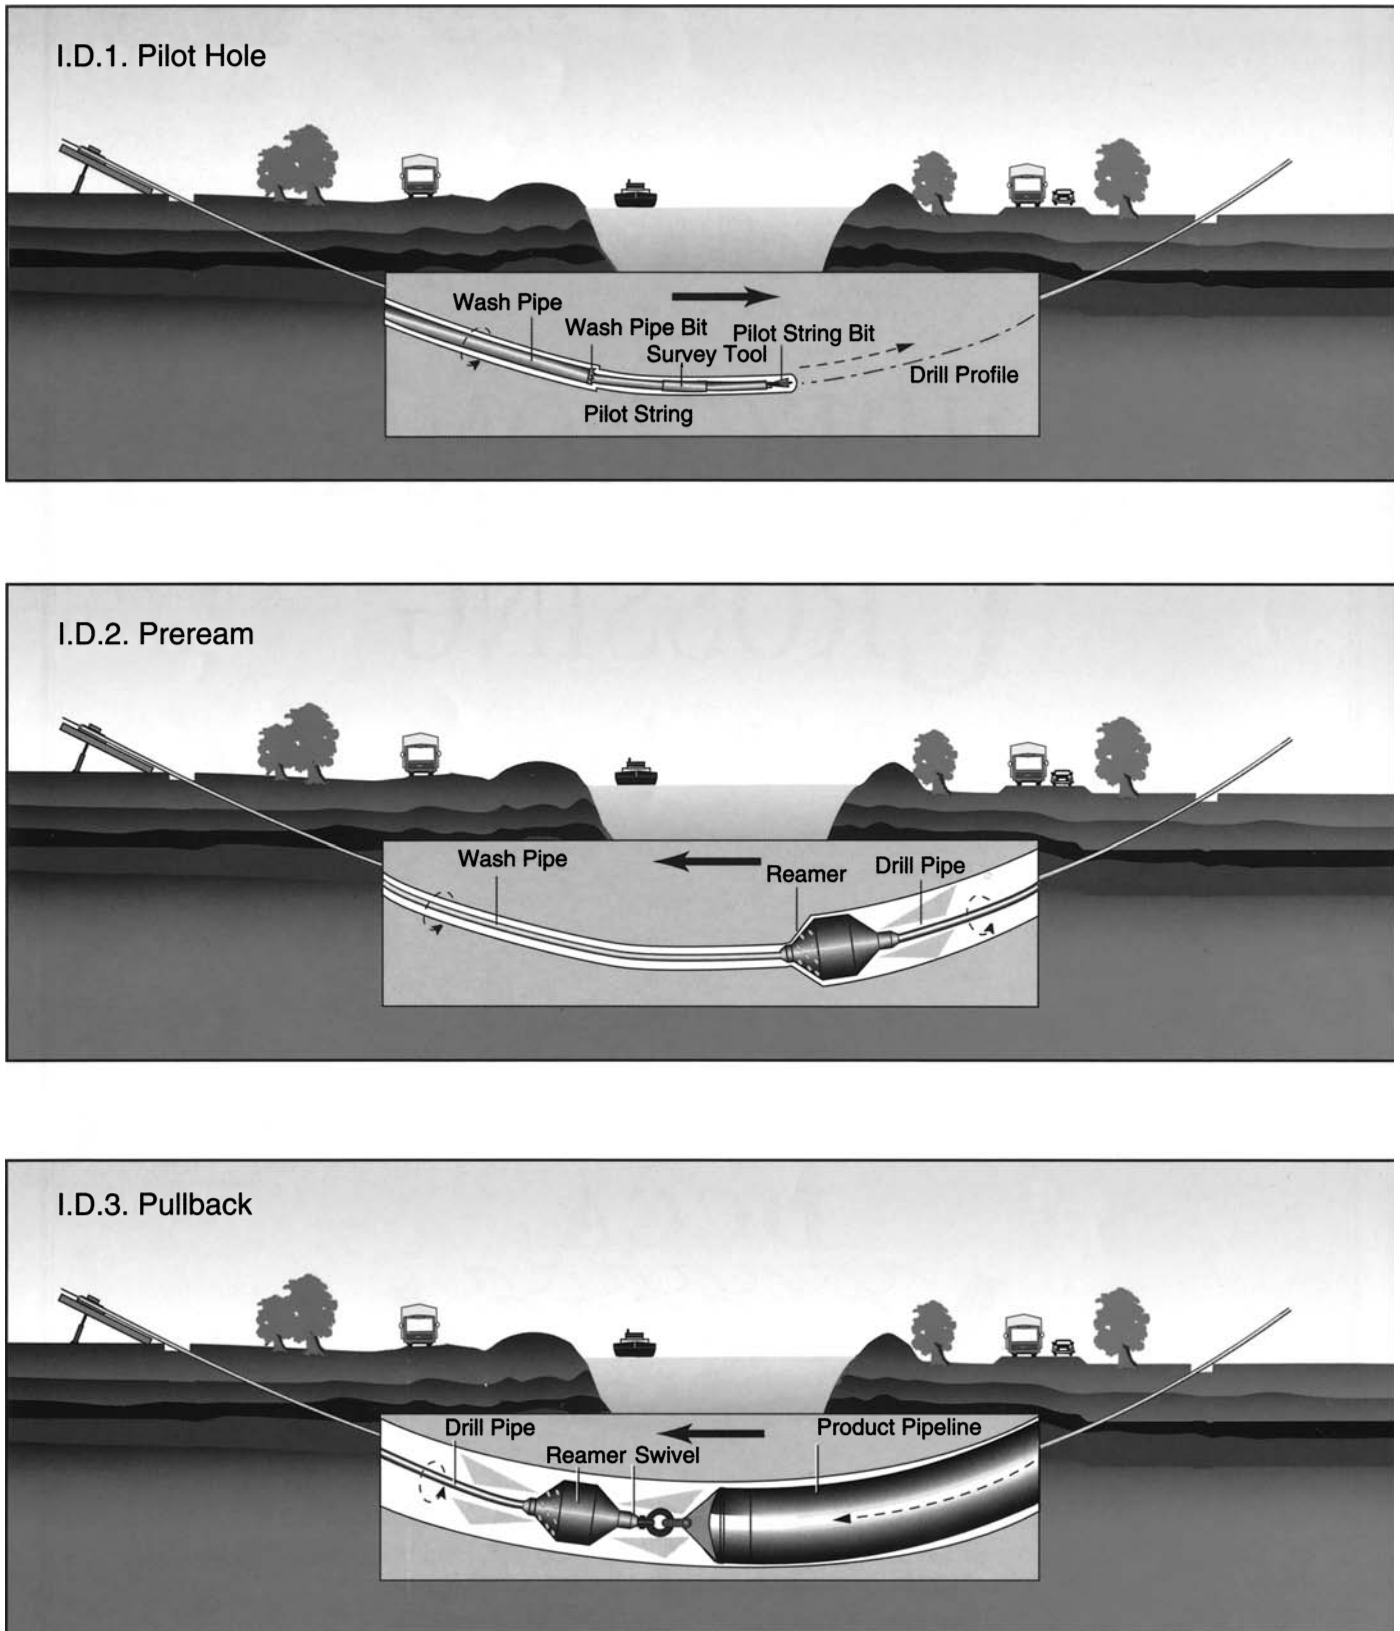 I.D.1. Pilot Hole
Wash Pipe
Wash Pipe Bit
Pilot String Bit
Survey Tool
Drill Profile
Pilot String
I.D.2. Preream
Wash Pipe
Reamer
Drill Pipe
I.D.3. Pullback
Drill Pipe
Product Pipeline
Reamer Swivel